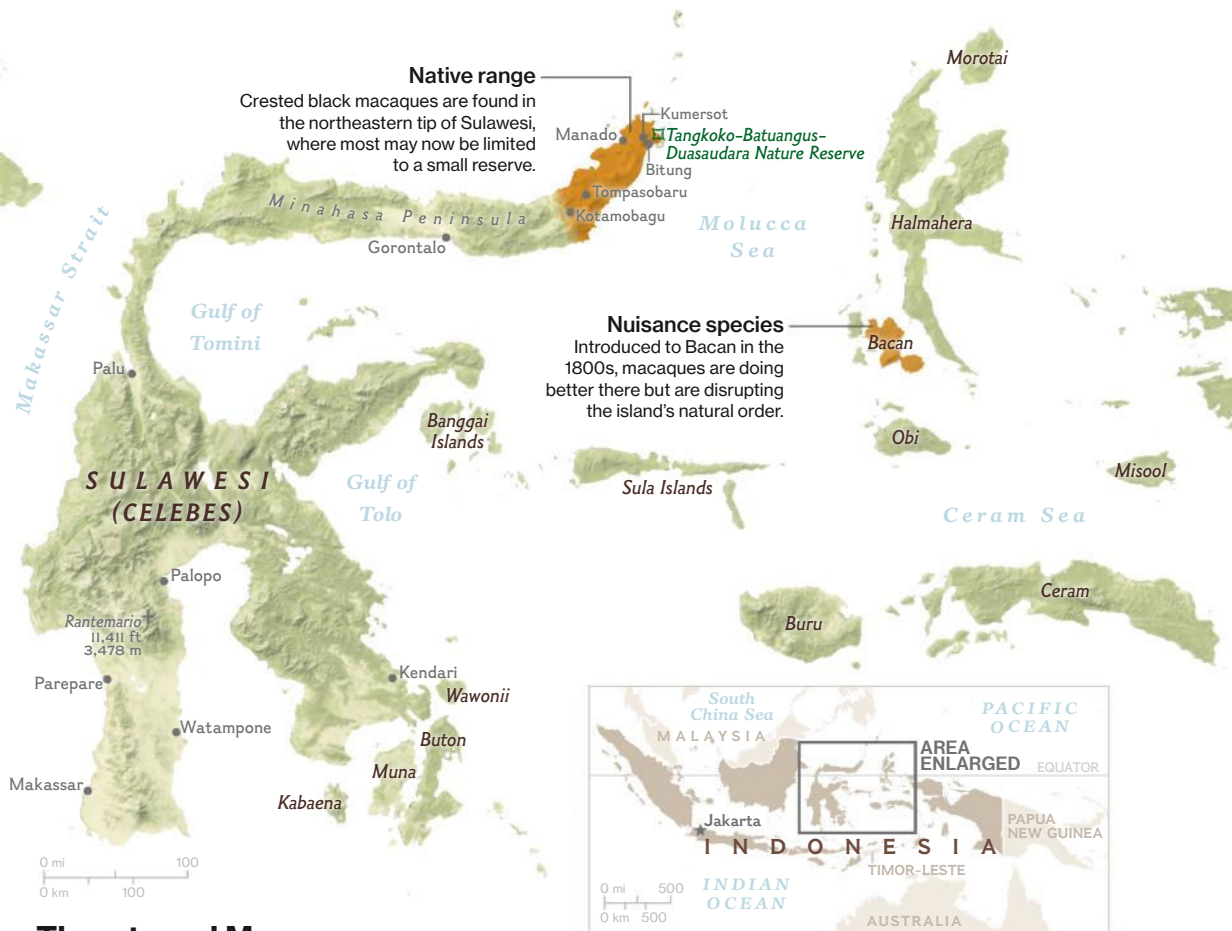 Morotai
Native range
Crested black macaques are found in
the northeastern tip of Sulawesi,
where most may now be limited
to a small reserve.
Kumersot
Manado
Tangkoko-Batuangus-
Duasaudara Nature Reserve
Bitung
Tompasobaru
Kotamobagu
Minahasa Peninsula
Gorontalo
Molucca
Sea
Halmahera
Makassar Strait
Gulf of
Tomini
Nuisance species
Introduced to Bacan in the
1800s, macaques are doing
better there but are disrupting
the island's natural order.
Bacan
Palu
Banggai
Islands
Obi
SULAWESI
(CELEBES)
Gulf of
Tolo
Sula Islands
Misool
Ceram Sea
Palopo
Rantemario
11,411 ft
3,478 m
Buru
Ceram
Parepare
Kendari
Wawonii
Watampone
Buton
Muna
Makassar
Kabaena
0 mi 100
0 km 100
South
China Sea
PACIFIC
OCEAN
MALAYSIA
AREA
ENLARGED
EQUATOR
Jakarta
PAPUA
NEW GUINEA
INDONESIA
TIMOR-LESTE
0 mi 500
0 km 500
INDIAN
OCEAN
AUSTRALIA